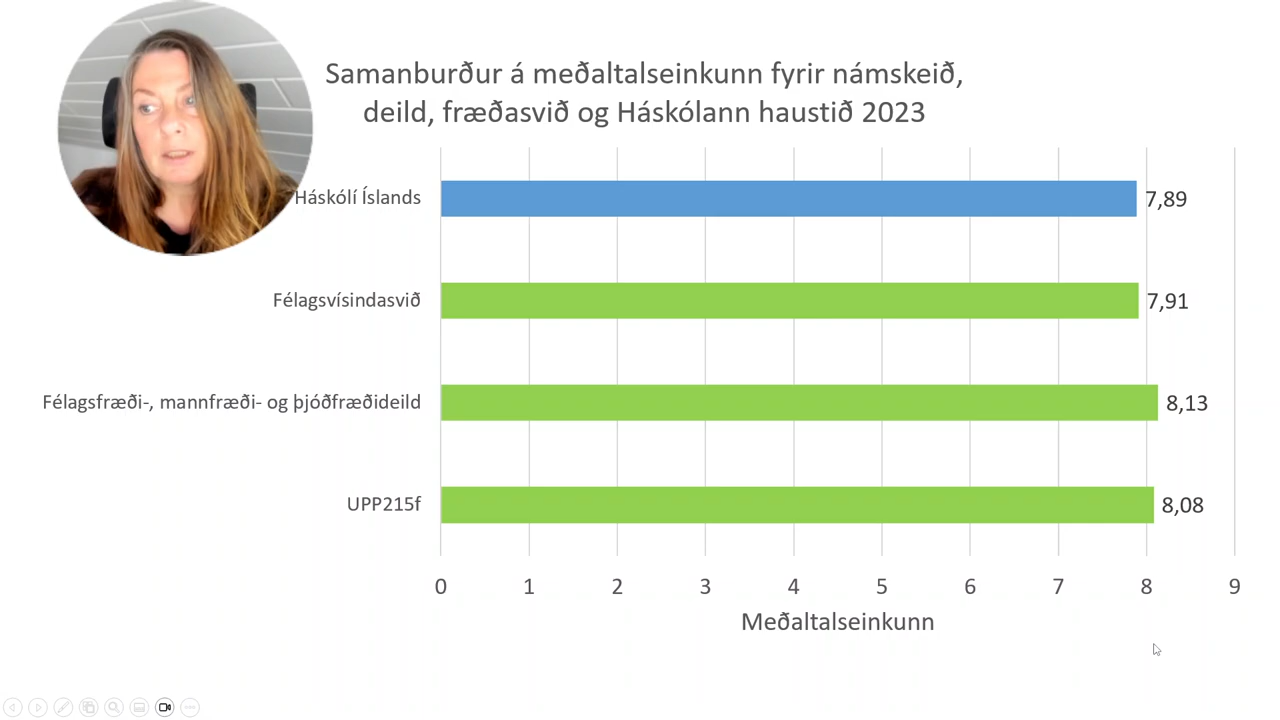 Samanburður á meðaltalseinkunn fyrir námskeið,
deild, fræðasvið og Háskólann haustið 2023
Háskólí Íslands
7,89
Félagsvísindasvið
7,91
Félagsfræði-, mannfræði- og þjóðfræðideild
8,13
UPP215f
8,08
0 1 2 3 4 5 6 7 8 9
Meðaltalseinkunn